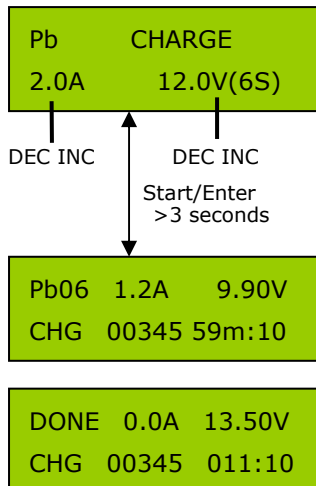 Pb CHARGE
2.0A 12.0V(6S)
DEC INC DEC INC
Start/Enter
>3 seconds
Pb06 1.2A 9.90V
CHG 00345 59m:10
DONE 0.0A 13.50V
CHG 00345 011:10